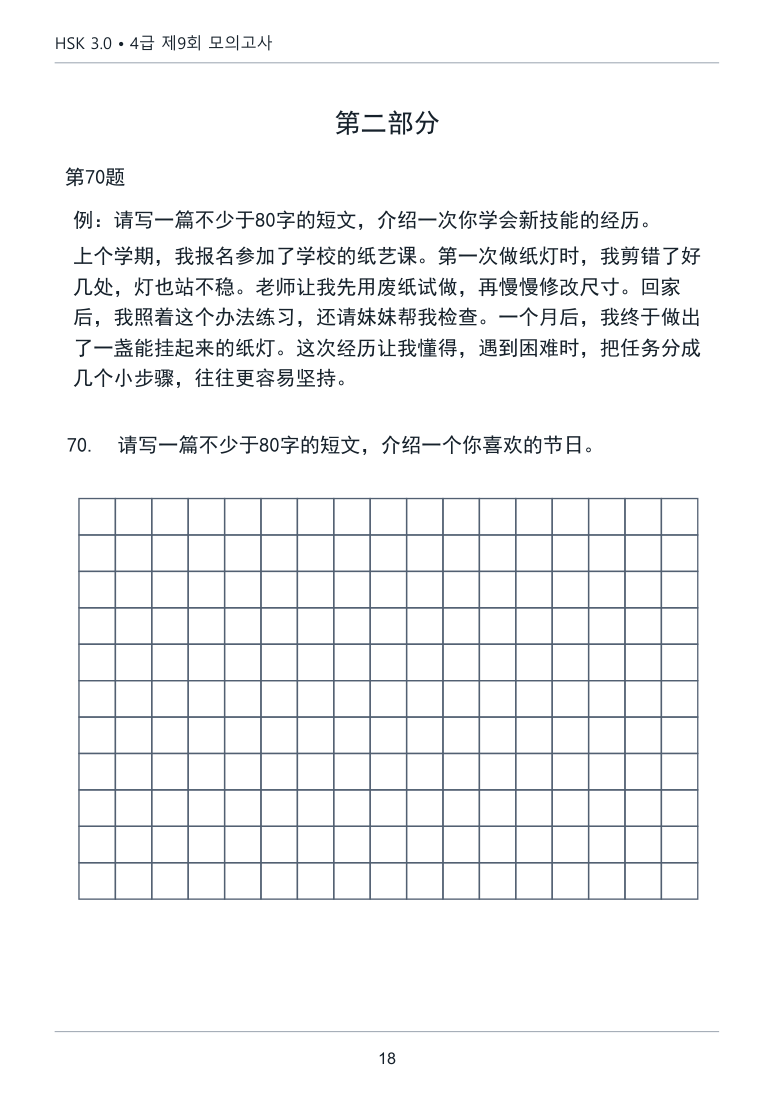 HSK 3.0 • 4급 제9회 모의고사
第二部分
第70题
例：请写一篇不少于80字的短文，介绍一次你学会新技能的经历。
上个学期，我报名参加了学校的纸艺课。第一次做纸灯时，我剪错了好
几处，灯也站不稳。老师让我先用废纸试做，再慢慢修改尺寸。回家
后，我照着这个办法练习，还请妹妹帮我检查。一个月后，我终于做出
了一盏能挂起来的纸灯。这次经历让我懂得，遇到困难时，把任务分成
几个小步骤，往往更容易坚持。
70. 请写一篇不少于80字的短文，介绍一个你喜欢的节日。
18